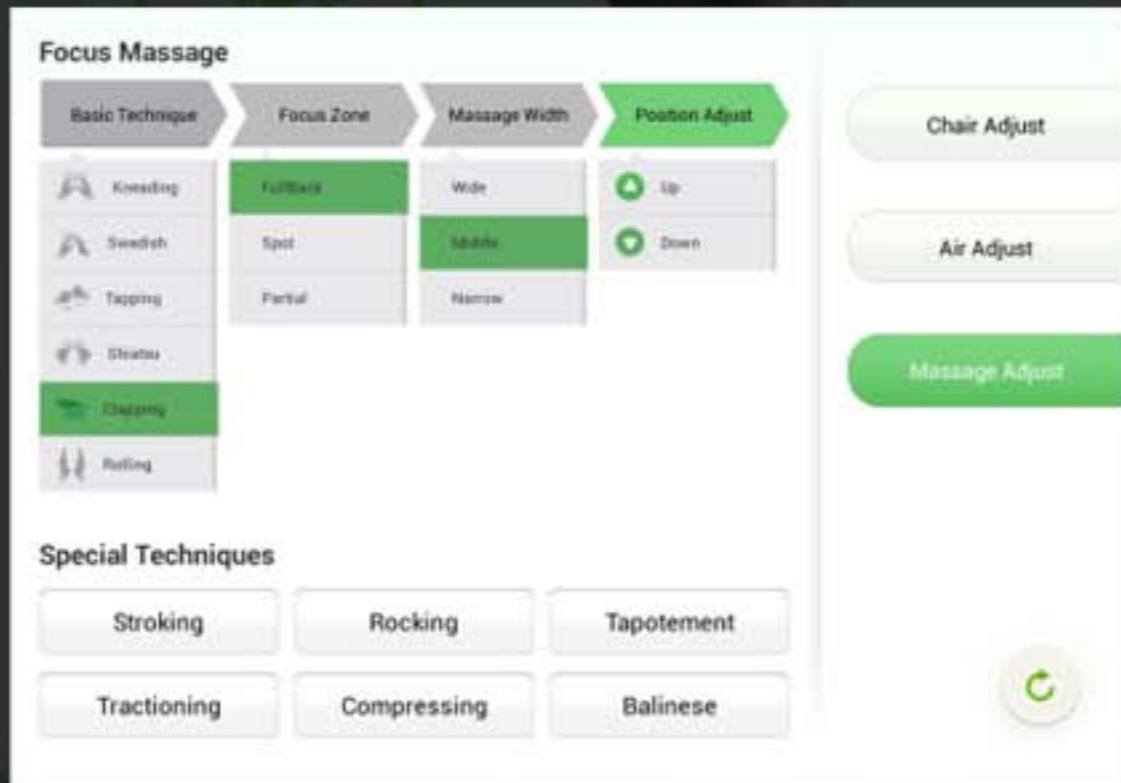 Focus Massage
Basic Technique
Focus Zone
Massage Width
Position Adjust
Kneading
Swedish
Tapping
Shiatsu
Clapping
Rolling
FullBack
Spot
Partial
Wide
Middle
Narrow
Up
Down
Special Techniques
Stroking
Rocking
Tapotement
Tractioning
Compressing
Balinese
Chair Adjust
Air Adjust
Massage Adjust